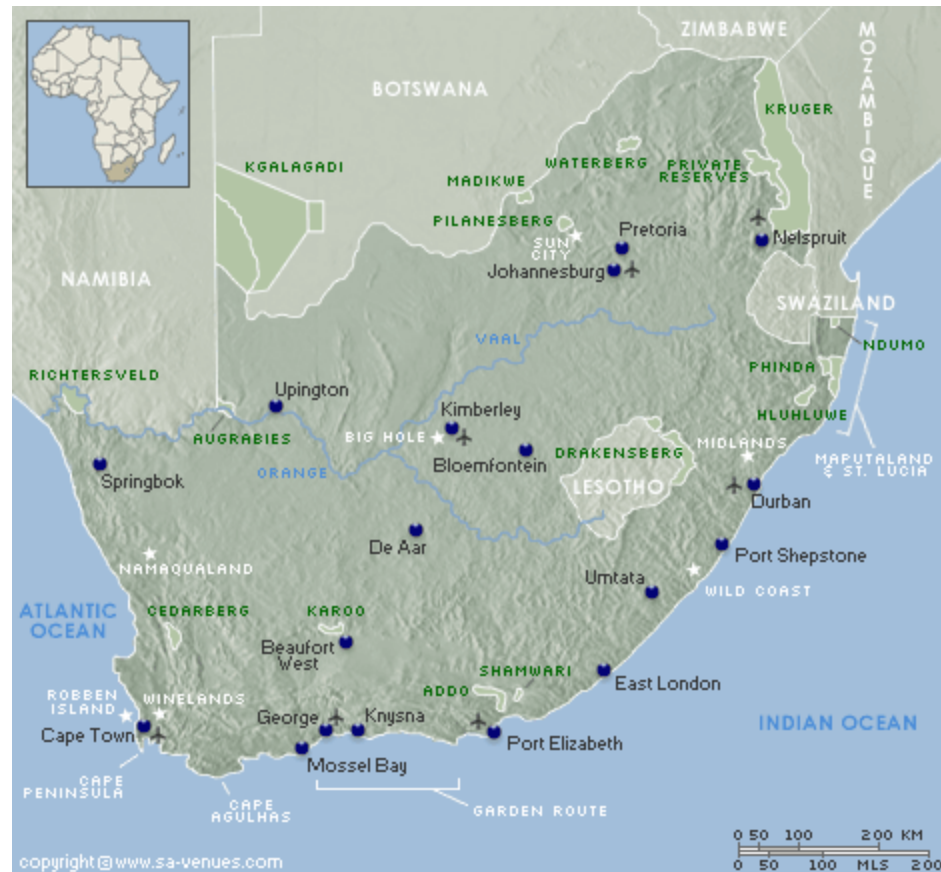 ZIMBABWE
MOZAMBIQUE
BOTSWANA
KRUGER
KGALAGADI
WATERBERG
PRIVATE
RESERVES
MADIKWE
PILANESBERG
SUN
CITY
Pretoria
Nelspruit
Johannesburg
NAMIBIA
SWAZILAND
VAAL
NDUMO
PHINDA
RICHTERSVELD
Upington
Kimberley
HLUHLUWE
AUGRABIES
BIG HOLE
MIDLANDS
DRAKENSBERG
Bloemfontein
MAPUTALAND
& ST. LUCIA
ORANGE
Springbok
LESOTHO
Durban
De Aar
Port Shepstone
NAMAQUALAND
Umtata
WILD COAST
ATLANTIC
OCEAN
CEDARBERG
KAROO
Beaufort
West
SHAMWARI
East London
ADDO
ROBBEN
ISLAND
WINELANDS
George
Knysna
INDIAN OCEAN
Cape Town
Port Elizabeth
Mossel Bay
CAPE
PENINSULA
CAPE
AGULHAS
GARDEN ROUTE
0 50 100 200 KM
0 50 100 MLS 200
copyright@www.sa-venues.com